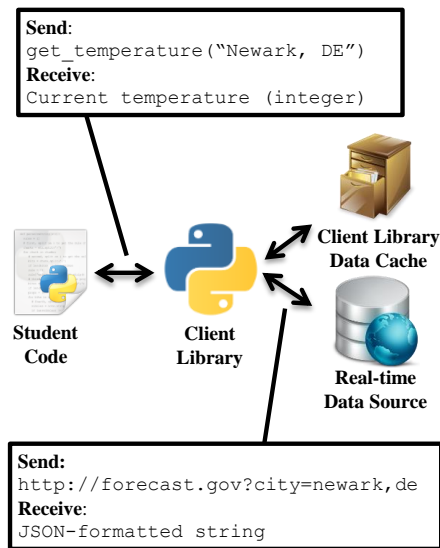 Send:
get_temperature(“Newark, DE”)
Receive:
Current temperature (integer)
Client Library
Data Cache
Student
Code
Client
Library
Real-time
Data Source
Send:
http://forecast.gov?city=newark,de
Receive:
JSON-formatted string